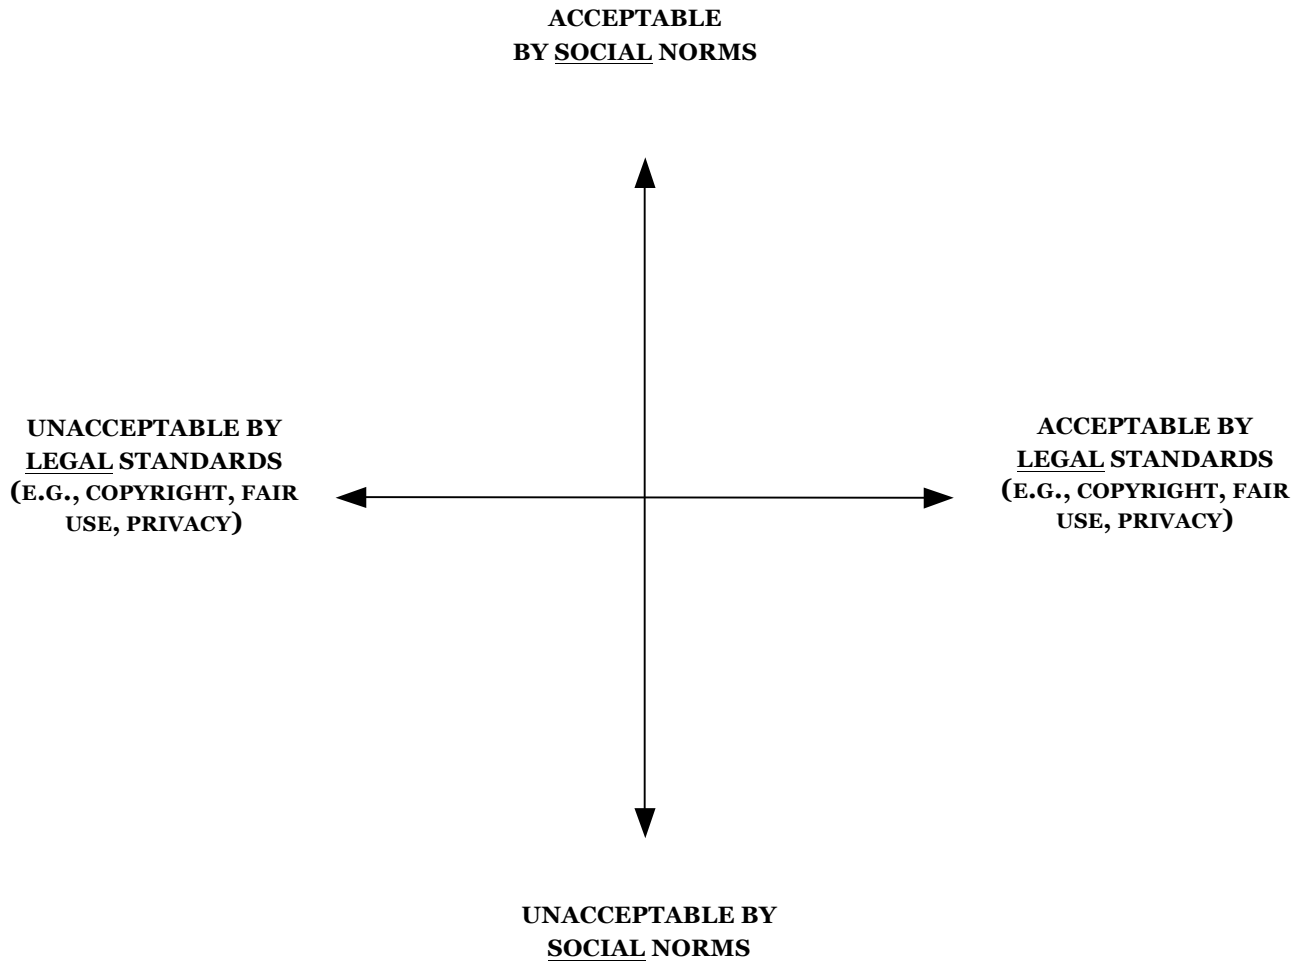 ACCEPTABLE
BY SOCIAL NORMS
UNACCEPTABLE BY
LEGAL STANDARDS
(E.G., COPYRIGHT, FAIR
USE, PRIVACY)
ACCEPTABLE BY
LEGAL STANDARDS
(E.G., COPYRIGHT, FAIR
USE, PRIVACY)
UNACCEPTABLE BY
SOCIAL NORMS